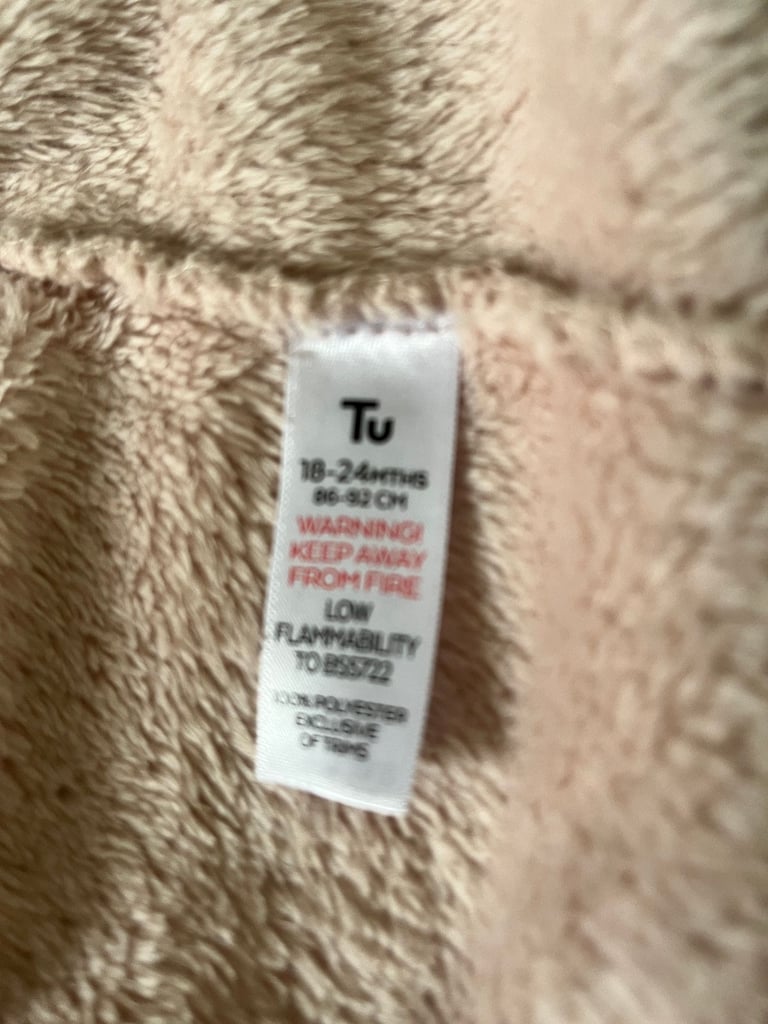 Tu
18-24MTHS
86-92 CM
WARNING!
KEEP AWAY
FROM FIRE
LOW
FLAMMABILITY
TO BS5722
100% POLYESTER
EXCLUSIVE
OF TRIMS